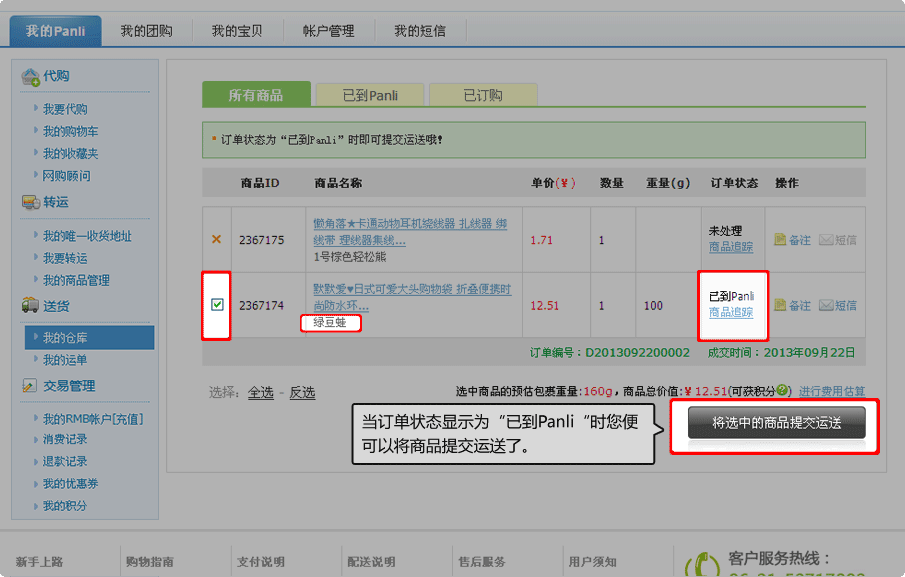 我的Panli 我的团购 我的宝贝 帐户管理 我的短信
代购
我要代购
我的购物车
我的收藏夹
网购顾问
转运
我的唯一收货地址
我要转运
我的商品管理
送货
我的仓库
我的运单
交易管理
我的RMB帐户[充值]
消费记录
退款记录
我的优惠券
我的积分
所有商品 已到Panli 已订购
订单状态为“已到Panli”时即可提交运送哦!
商品ID 商品名称 单价(¥) 数量 重量(g) 订单状态 操作
2367175
懒角落★卡通动物耳机绕线器 扎线器 绑
线带 理线器集线...
1号棕色轻松熊
1.71 1
未处理
商品追踪
备注 短信
2367174
默默爱♥日式可爱大头购物袋 折叠便携时
尚防水环...
绿豆蛙
12.51 1 100
已到Panli
商品追踪
备注 短信
订单编号:D2013092200002 成交时间:2013年09月22日
选择: 全选 - 反选
选中商品的预估包裹重量:160g,商品总价值:¥ 12.51(可获积分) 进行费用估算
当订单状态显示为“已到Panli”时您便
可以将商品提交运送了。
将选中的商品提交运送
新手上路 购物指南 支付说明 配送说明 售后服务 用户须知
客户服务热线: